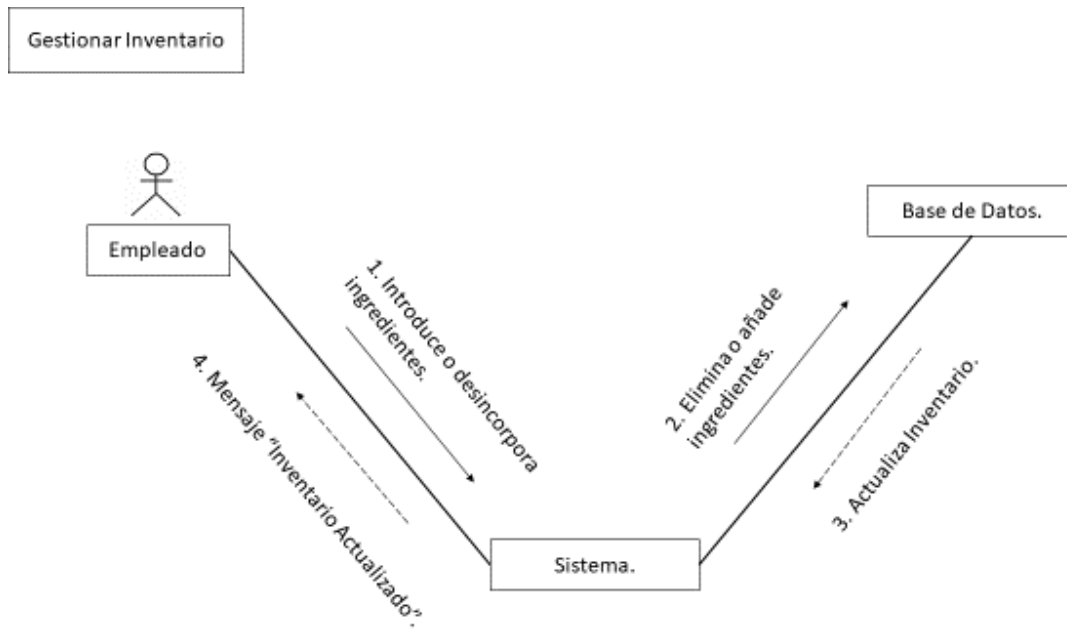 Gestionar Inventario
Empleado
Base de Datos.
1. Introduce o desincorpora
ingredientes.
2. Elimina o añade
ingredientes.
3. Actualiza Inventario.
4. Mensaje “Inventario Actualizado”.
Sistema.